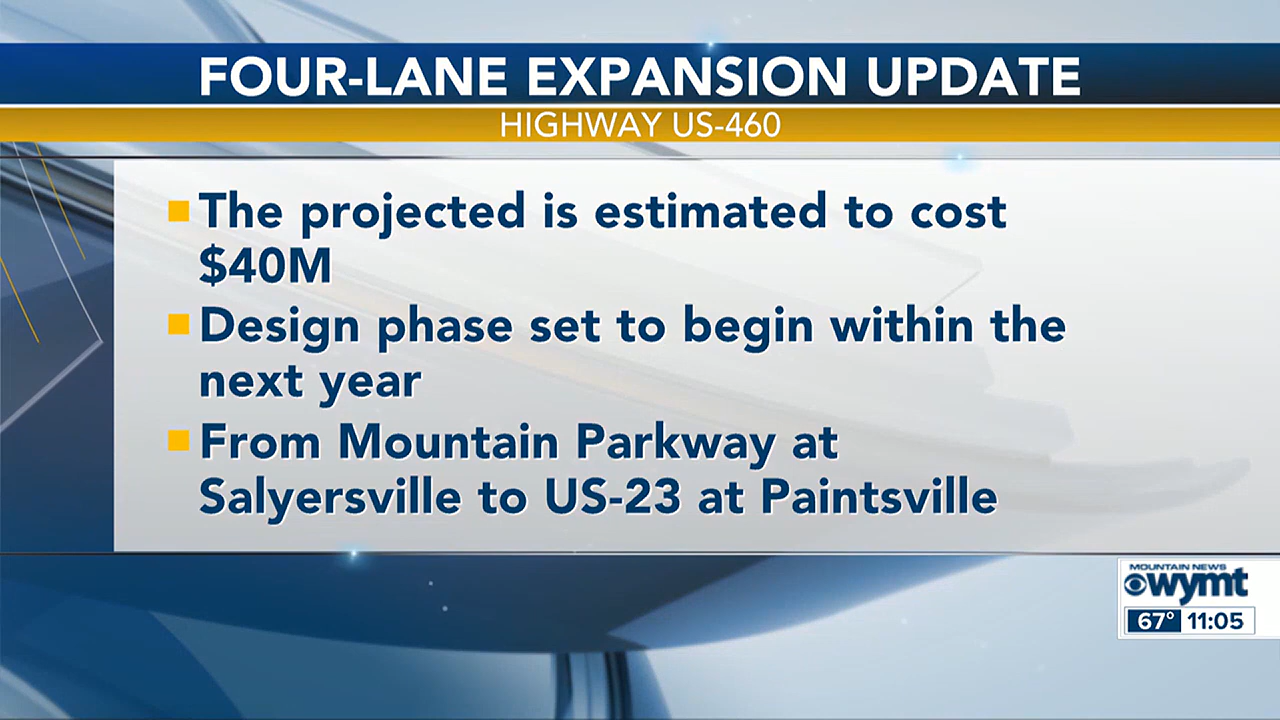 FOUR-LANE EXPANSION UPDATE
HIGHWAY US-460
The projected is estimated to cost
$40M
Design phase set to begin within the
next year
From Mountain Parkway at
Salyersville to US-23 at Paintsville
MOUNTAIN NEWS
wymt
67° 11:05